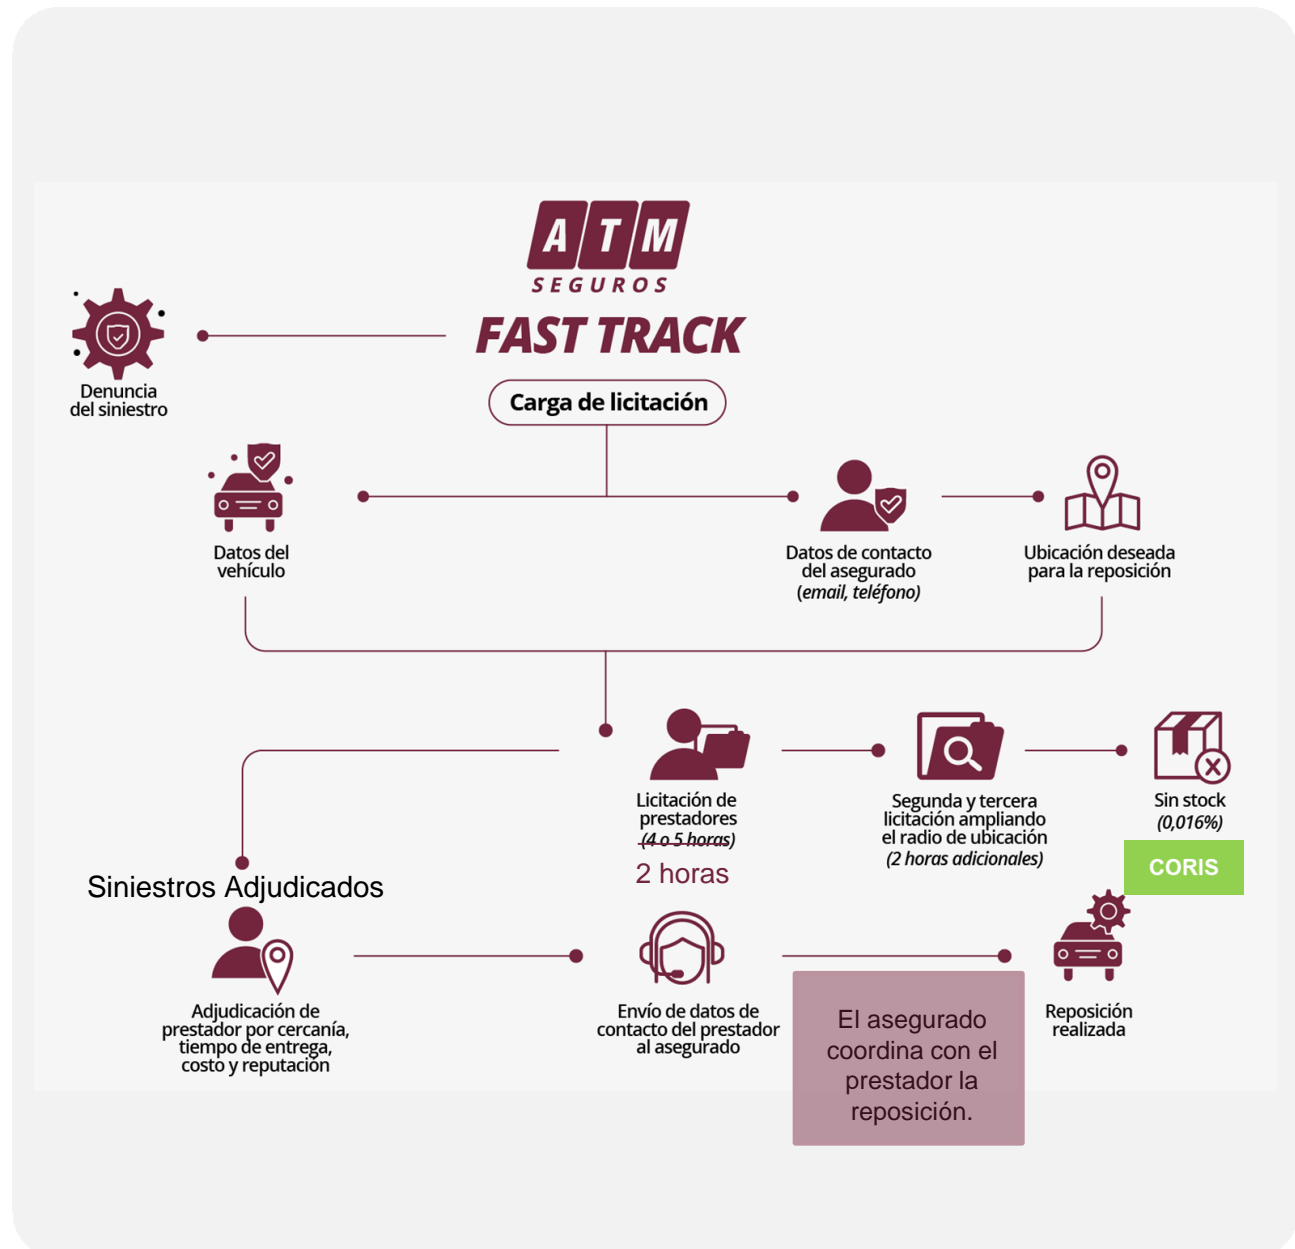 ATM
SEGUROS
FAST TRACK
Denuncia
del siniestro
Carga de licitación
Datos del
vehículo
Datos de contacto
del asegurado
(email, teléfono)
Ubicación deseada
para la reposición
Licitación de
prestadores
(4 o 5 horas)
2 horas
Segunda y tercera
licitación ampliando
el radio de ubicación
(2 horas adicionales)
Sin stock
(0,016%)
CORIS
Siniestros Adjudicados
Adjudicación de
prestador por cercanía,
tiempo de entrega,
costo y reputación
Envío de datos de
contacto del prestador
al asegurado
El asegurado
coordina con el
prestador la
reposición.
Reposición
realizada